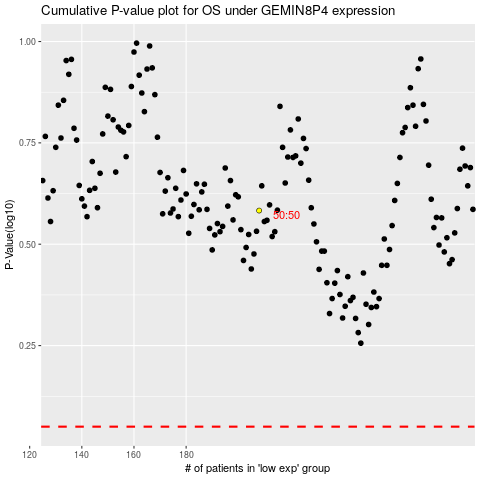 Cumulative P-value plot for OS under GEMIN8P4 expression
P-Value(log10)
1.00
0.75
0.50
0.25
50:50
120 140 160 180
# of patients in 'low exp' group